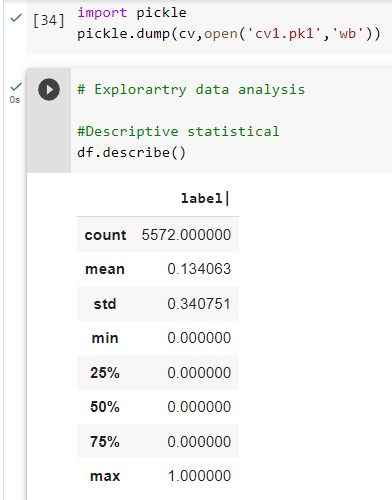 [34] import pickle
pickle.dump(cv,open('cv1.pk1','wb'))
0s
# Explorartry data analysis
#Descriptive statistical
df.describe()
label|
count 5572.000000
mean 0.134063
std 0.340751
min 0.000000
25% 0.000000
50% 0.000000
75% 0.000000
max 1.000000